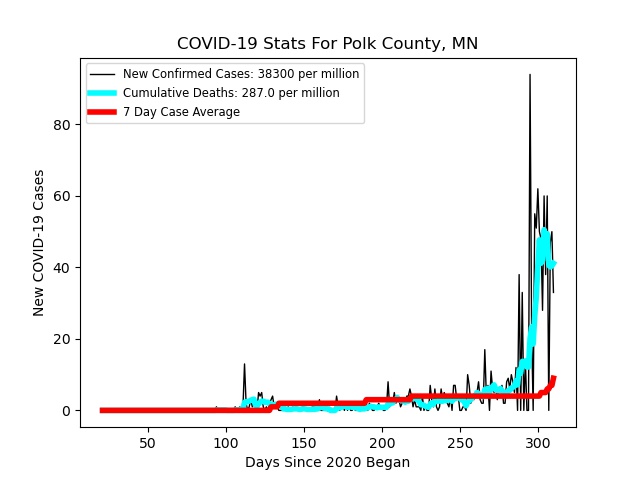 COVID-19 Stats For Polk County, MN
New Confirmed Cases: 38300 per million
Cumulative Deaths: 287.0 per million
7 Day Case Average
New COVID-19 Cases
80
60
40
20
0
50 100 150 200 250 300
Days Since 2020 Began